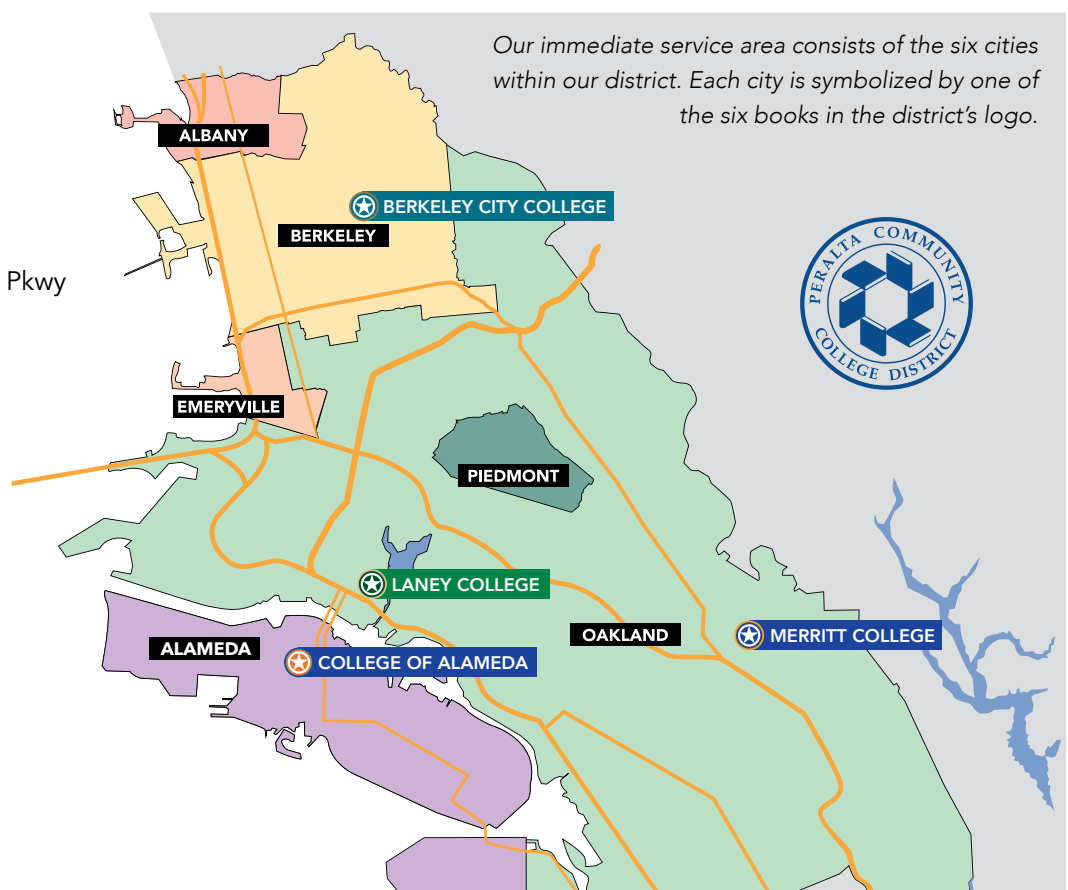 Our immediate service area consists of the six cities
within our district. Each city is symbolized by one of
the six books in the district’s logo.
ALBANY
BERKELEY CITY COLLEGE
BERKELEY
PERALTA COMMUNITY
COLLEGE DISTRICT
Pkwy
EMERYVILLE
PIEDMONT
LANEY COLLEGE
OAKLAND
MERRITT COLLEGE
ALAMEDA
COLLEGE OF ALAMEDA